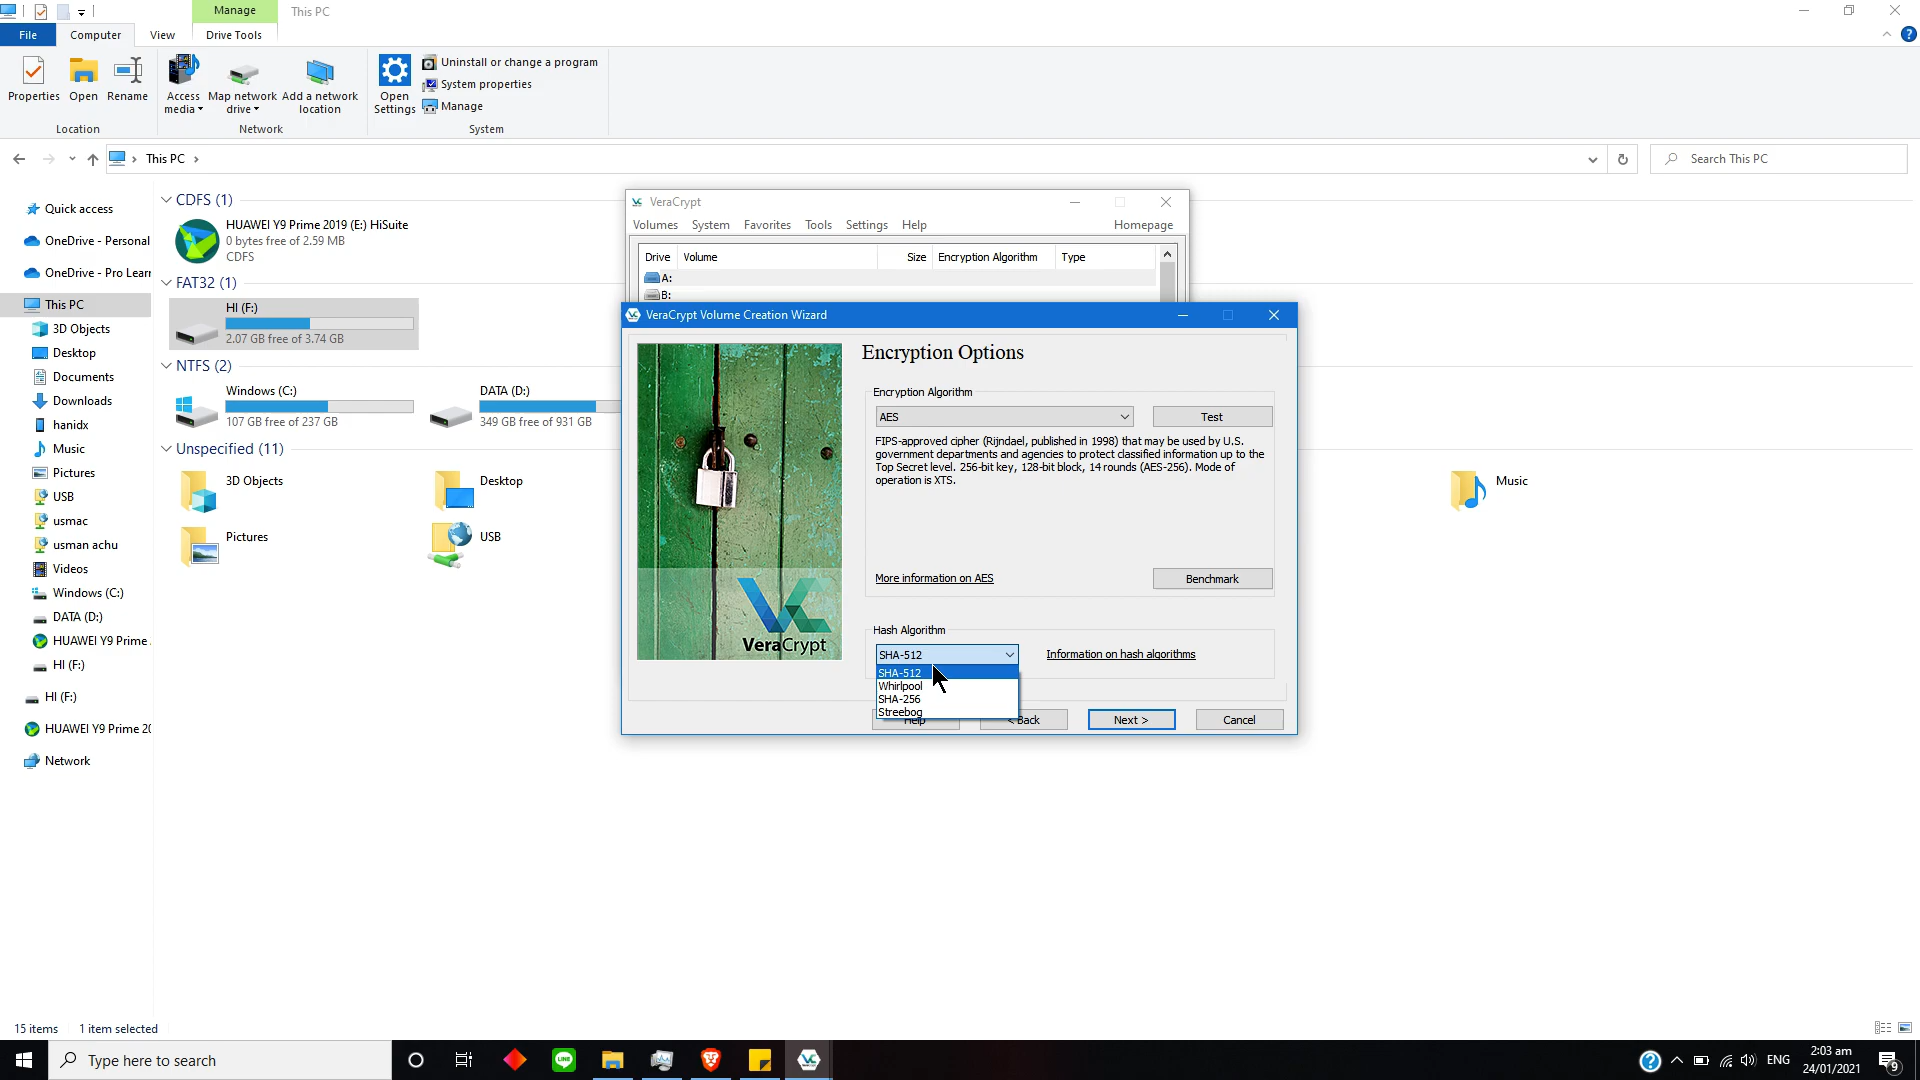 Manage
This PC
File
Computer
View
Drive Tools
Properties
Open
Rename
Access media
Map network drive
Add a network location
Open Settings
Uninstall or change a program
System properties
Manage
Location
Network
System
This PC
Search This PC
Quick access
OneDrive - Personal
OneDrive - Pro Learn
This PC
3D Objects
Desktop
Documents
Downloads
hanidx
Music
Pictures
USB
usmac
usman achu
Videos
Windows (C:)
DATA (D:)
HUAWEI Y9 Prime
HI (F:)
HI (F:)
HUAWEI Y9 Prime 20
Network
CDFS (1)
HUAWEI Y9 Prime 2019 (E:) HiSuite
0 bytes free of 2.59 MB
CDFS
FAT32 (1)
HI (F:)
2.07 GB free of 3.74 GB
NTFS (2)
Windows (C:)
107 GB free of 237 GB
DATA (D:)
349 GB free of 931 GB
Unspecified (11)
3D Objects
Desktop
Music
Pictures
USB
VeraCrypt
Volumes System Favorites Tools Settings Help Homepage
Drive Volume Size Encryption Algorithm Type
A:
B:
VeraCrypt Volume Creation Wizard
VeraCrypt
Encryption Options
Encryption Algorithm
AES
Test
FIPS-approved cipher (Rijndael, published in 1998) that may be used by U.S.
government departments and agencies to protect classified information up to the
Top Secret level. 256-bit key, 128-bit block, 14 rounds (AES-256). Mode of
operation is XTS.
More information on AES
Benchmark
Hash Algorithm
SHA-512
Information on hash algorithms
SHA-512
Whirlpool
SHA-256
Streebog
Help
< Back
Next >
Cancel
15 items
1 item selected
Type here to search
LINE
ENG
2:03 am
24/01/2021
9